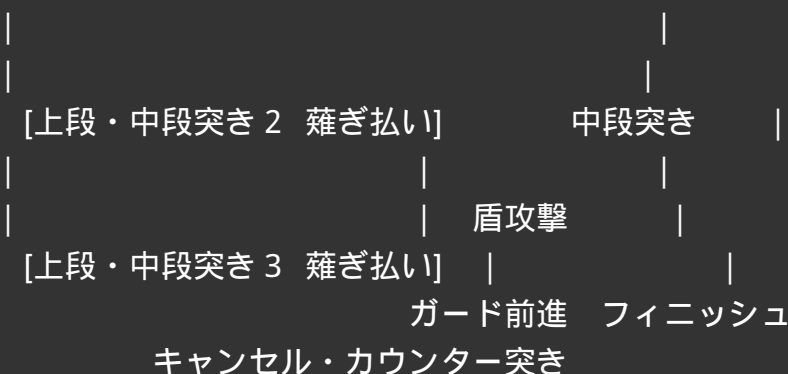 |                                                                 |
|                                                               |
[上段・中段突き2 薙ぎ払い]             中段突き        |
|                                         |                       |
|                                         |    盾攻撃           |
[上段・中段突き3 薙ぎ払い]    |                       |
ガード前進  フィニッシュ
キャンセル・カウンター突き